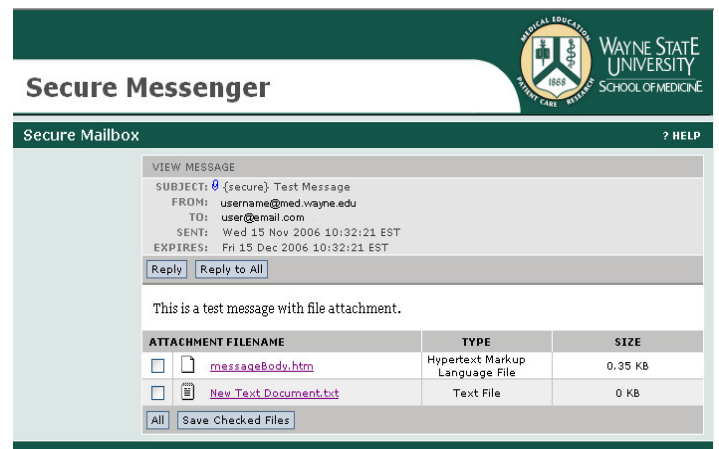 MEDICAL EDUCATION
PATIENT CARE RESEARCH
1868
WAYNE STATE
UNIVERSITY
SCHOOL OF MEDICINE
Secure Messenger
Secure Mailbox ? HELP
VIEW MESSAGE
SUBJECT: {secure} Test Message
FROM: username@med.wayne.edu
TO: user@email.com
SENT: Wed 15 Nov 2006 10:32:21 EST
EXPIRES: Fri 15 Dec 2006 10:32:21 EST
Reply Reply to All
This is a test message with file attachment.
ATTACHMENT FILENAME TYPE SIZE
messageBody.htm Hypertext Markup Language File 0.35 KB
New Text Document.txt Text File 0 KB
All Save Checked Files